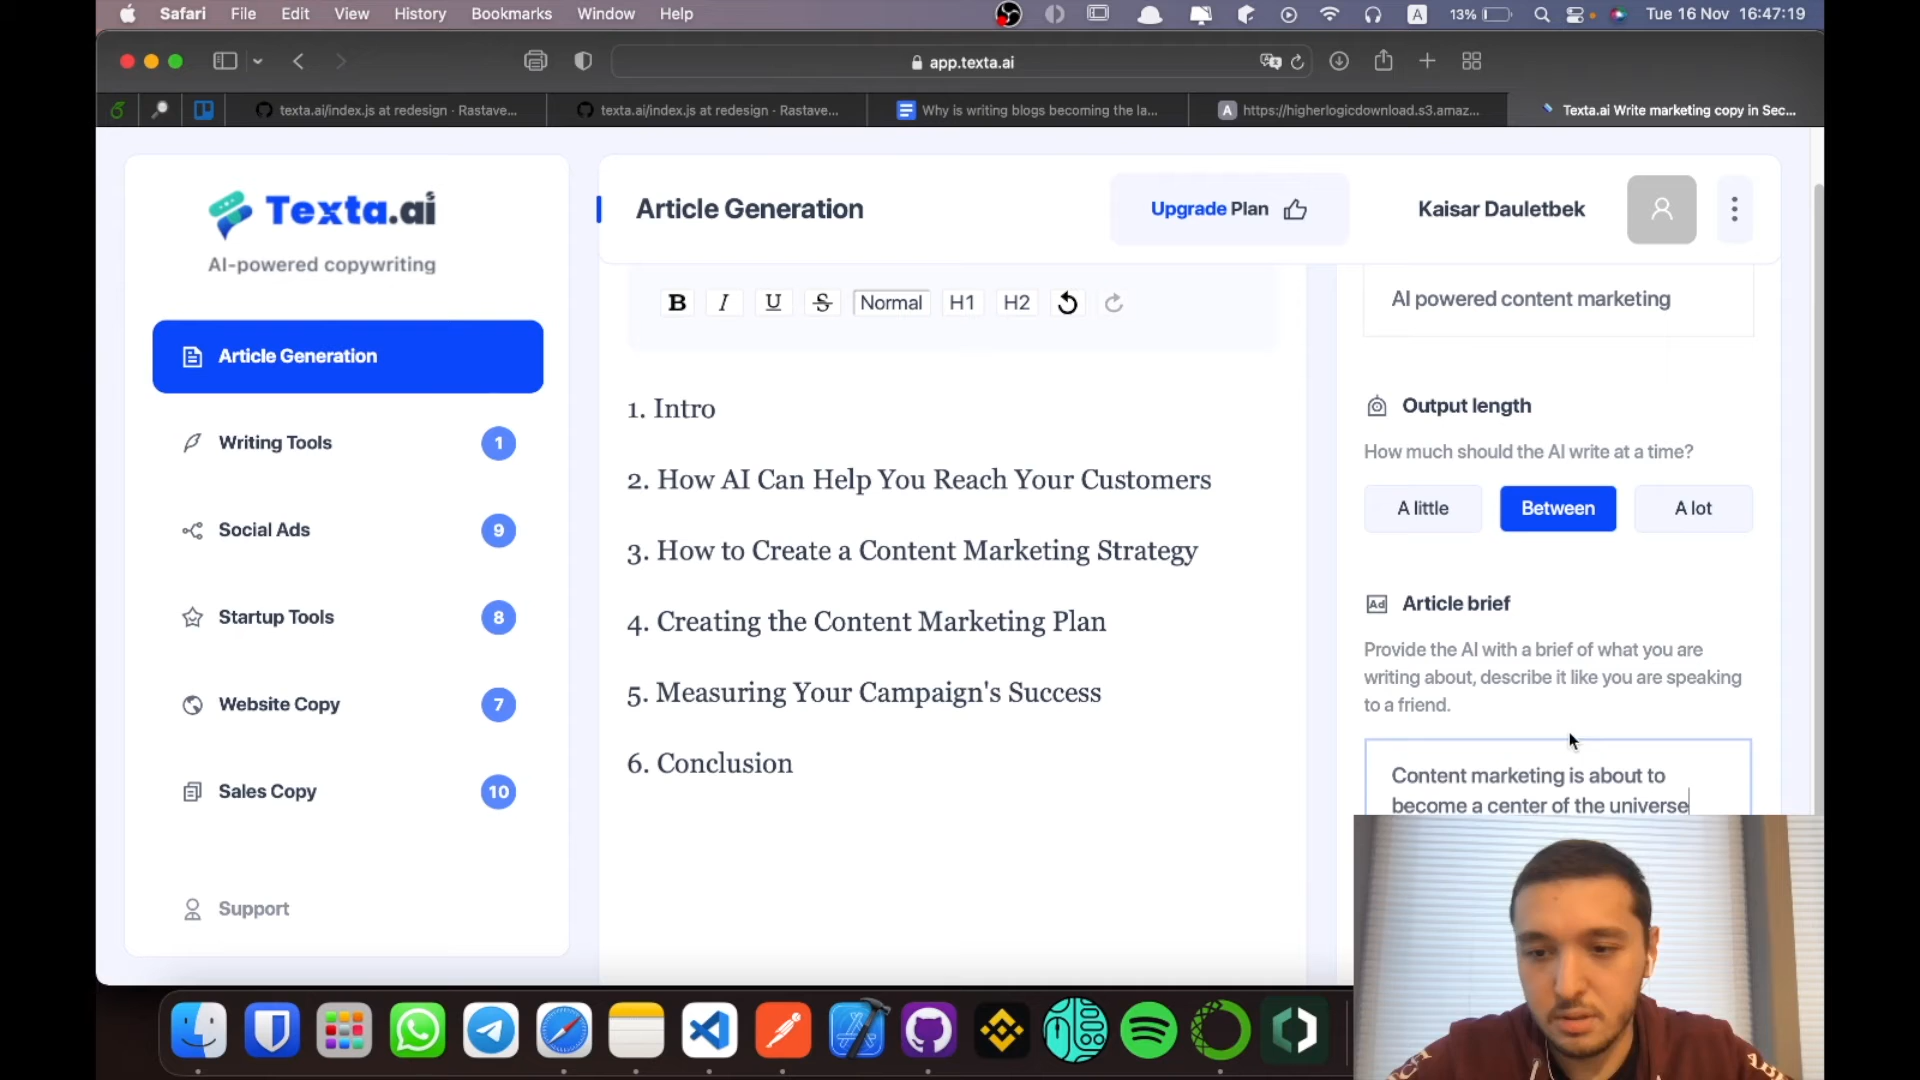 Safari File Edit View History Bookmarks Window Help A 13% Tue 16 Nov 16:47:19
app.texta.ai
texta.ai/index.js at redesign · Rastave... texta.ai/index.js at redesign · Rastave... Why is writing blogs becoming the la... A https://higherlogicdownload.s3.amaz... Texta.ai Write marketing copy in Sec...
Texta.ai
AI-powered copywriting
Article Generation
Writing Tools 1
Social Ads 9
Startup Tools 8
Website Copy 7
Sales Copy 10
Support
Article Generation
Upgrade Plan
Kaisar Dauletbek
B I U S Normal H1 H2
1. Intro
2. How AI Can Help You Reach Your Customers
3. How to Create a Content Marketing Strategy
4. Creating the Content Marketing Plan
5. Measuring Your Campaign's Success
6. Conclusion
AI powered content marketing
Output length
How much should the AI write at a time?
A little Between A lot
Ad Article brief
Provide the AI with a brief of what you are
writing about, describe it like you are speaking
to a friend.
Content marketing is about to
become a center of the universe